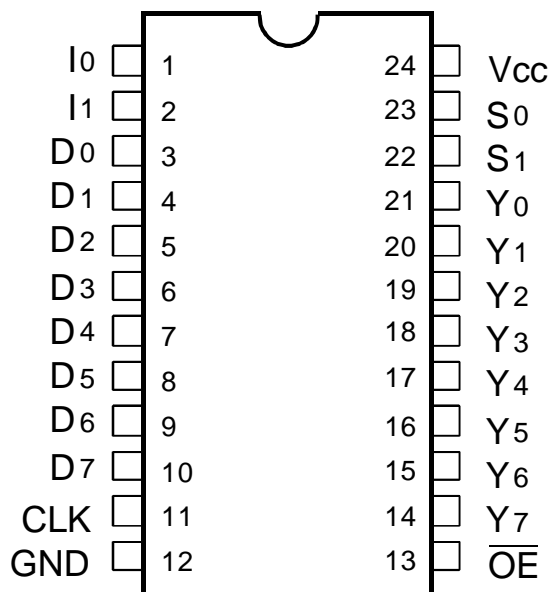 I0 1 24 Vcc
I1 2 23 S0
D0 3 22 S1
D1 4 21 Y0
D2 5 20 Y1
D3 6 19 Y2
D4 7 18 Y3
D5 8 17 Y4
D6 9 16 Y5
D7 10 15 Y6
CLK 11 14 Y7
GND 12 13 O̅E̅